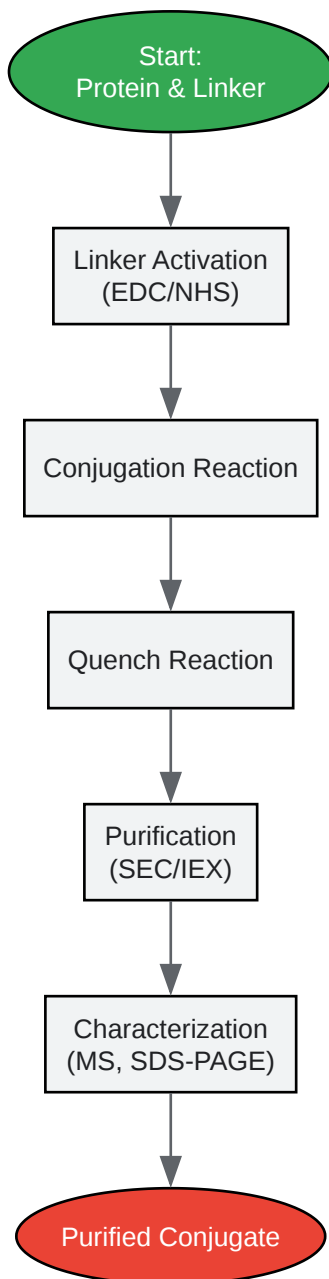 Start:
Protein & Linker
Linker Activation
(EDC/NHS)
Conjugation Reaction
Quench Reaction
Purification
(SEC/IEX)
Characterization
(MS, SDS-PAGE)
Purified Conjugate